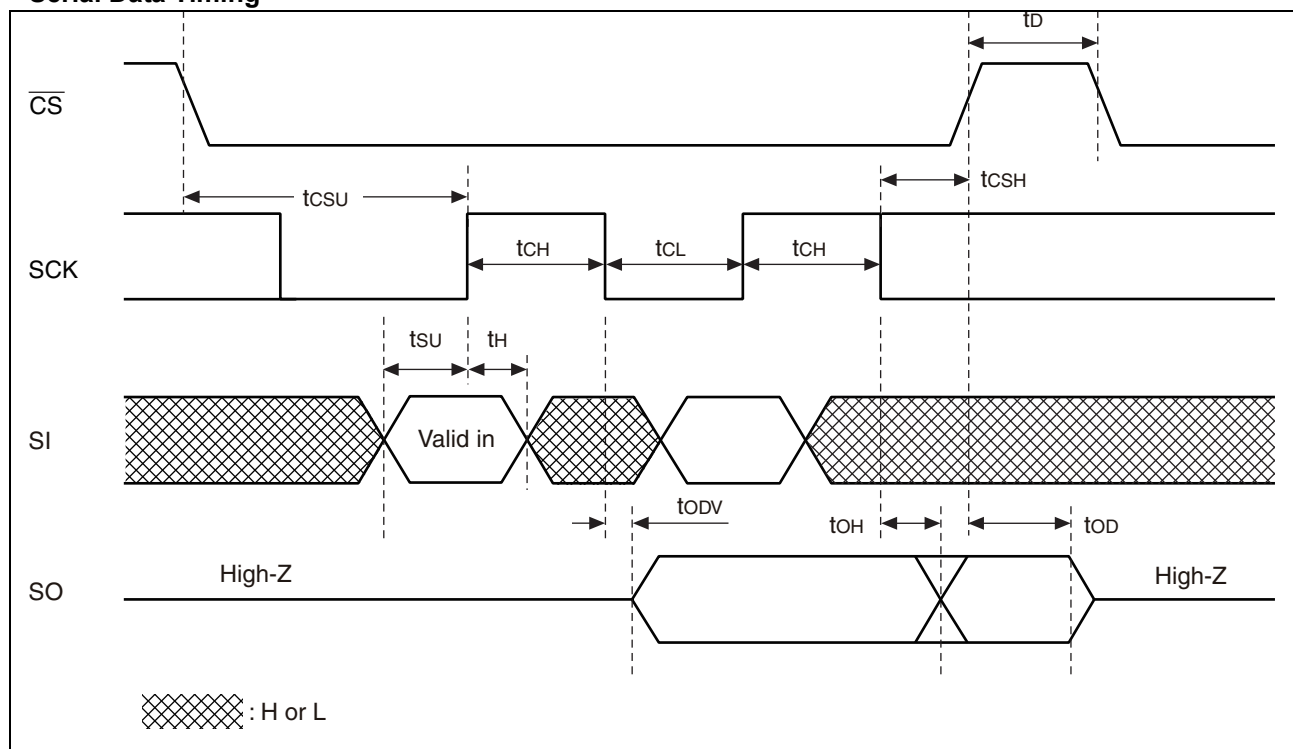 Serial Data Timing
tD
CS
tCSU
tCSH
SCK
tCH
tCL
tCH
tSU
tH
SI
Valid in
tODV
tOH
tOD
SO
High-Z
High-Z
: H or L